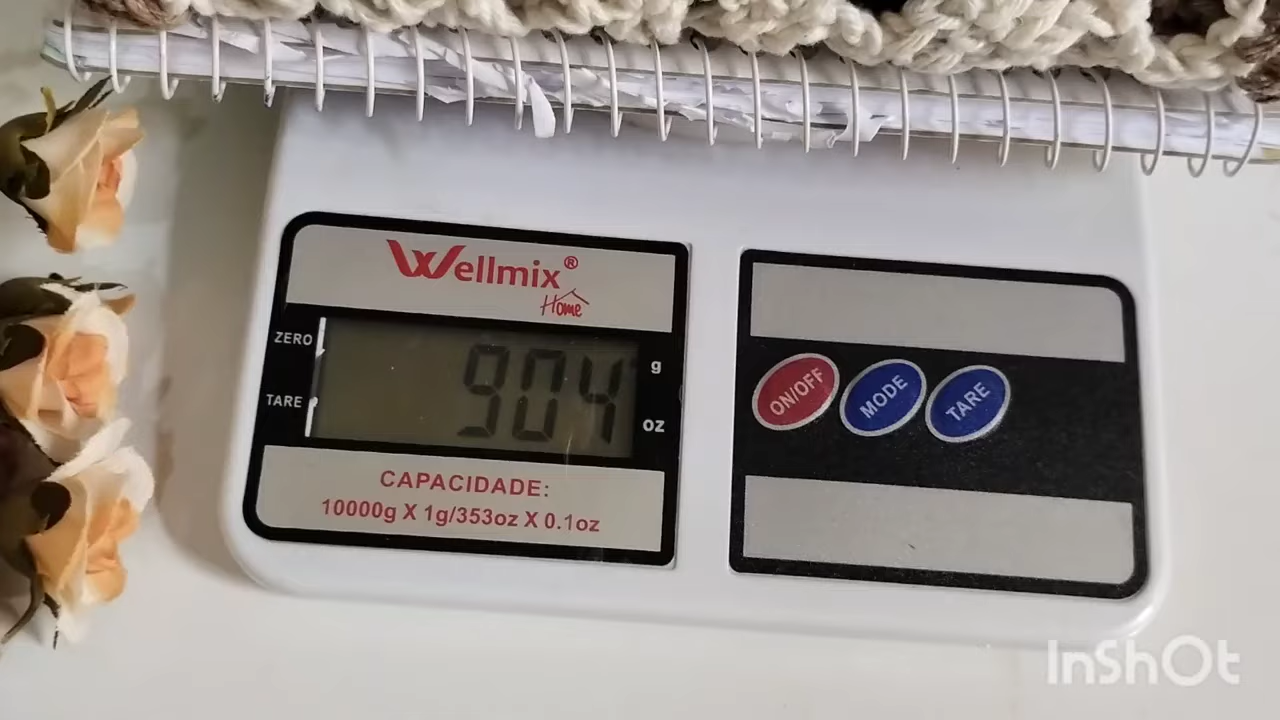 Wellmix®
Home
ZERO
TARE
904
g
oz
CAPACIDADE:
10000g X 1g/353oz X 0.1oz
ON/OFF
MODE
TARE
InShOt